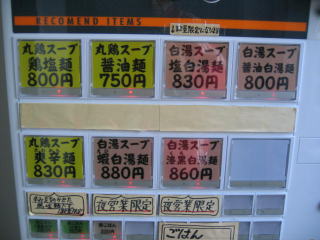 RECOMEND ITEMS
丸鶏スープ
鶏塩麺
800円
丸鶏スープ
醤油麺
750円
白湯スープ
塩白湯麺
830円
白湯スープ
醤油白湯麺
800円
丸鶏スープ
爽辛麺
830円
白湯スープ
蝦白湯麺
880円
白湯スープ
漆黒白湯麺
860円
夜営業限定
夜営業限定
ごはん